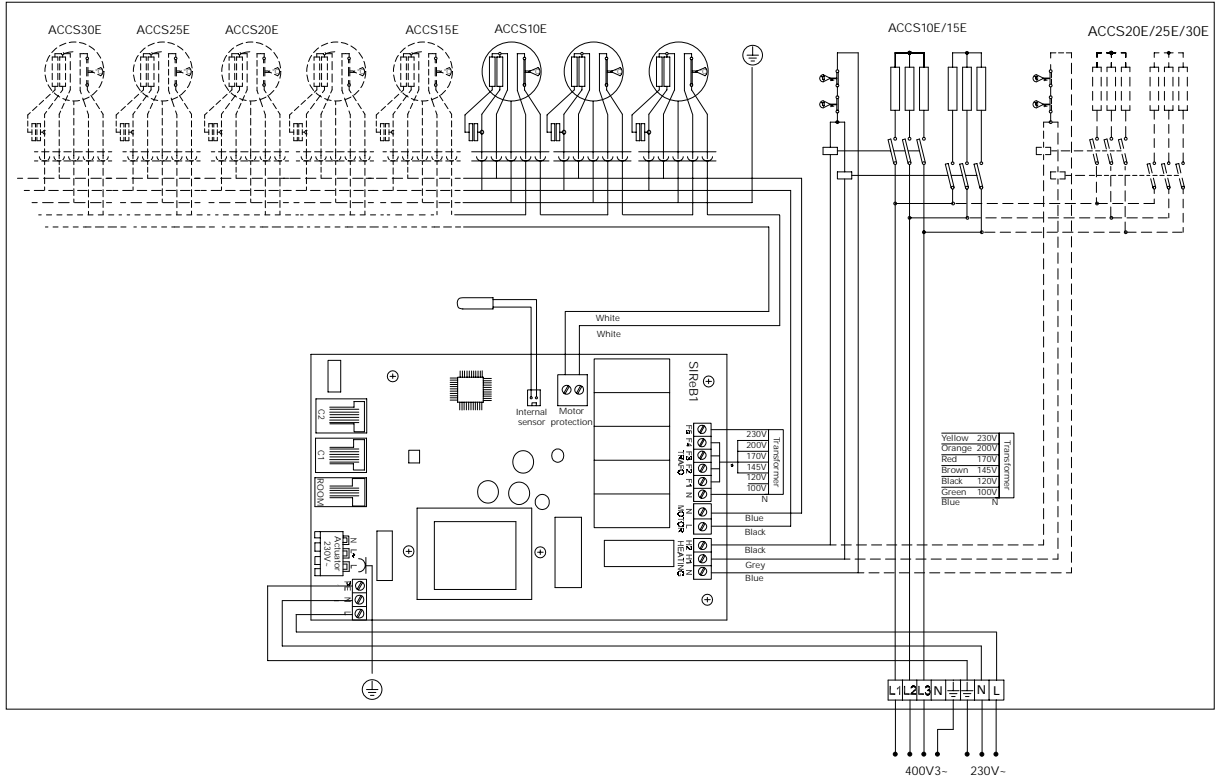 ACCS30E
ACCS25E
ACCS20E
ACCS15E
ACCS10E
ACCS10E/15E
ACCS20E/25E/30E
White
White
SIReB1
Internal sensor
Motor protection
C2
C1
ROOM
Actuator 230V~
N
L
L
PE
N
L
TRAFO
F5
F4
F3
F2
F1
N
MOTOR
N
L
HEATING
H2
H1
N
230V
200V
170V
145V
120V
100V
N
Transformer
Blue
Black
Black
Grey
Blue
Yellow 230V
Orange 200V
Red 170V
Brown 145V
Black 120V
Green 100V
Blue N
Transformer
L1 L2 L3 N N L
400V3~ 230V~